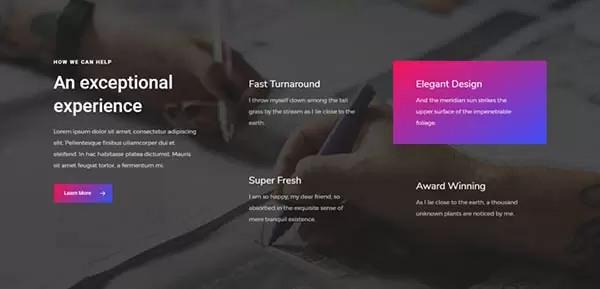 HOW WE CAN HELP
An exceptional
experience
Lorem ipsum dolor sit amet, consectetur adipiscing
elit. Pellentesque finibus ullamcorper dui et
eleifend. In hac habitasse platea dictumst. Mauris
sit amet feugiat tortor, a fermentum mi.
Learn More →
Fast Turnaround
I throw myself down among the tall
grass by the stream as I lie close to the
earth.
Elegant Design
And the meridian sun strikes the
upper surface of the impenetrable
foliage.
Super Fresh
I am so happy, my dear friend, so
absorbed in the exquisite sense of
mere tranquil existence.
Award Winning
As I lie close to the earth, a thousand
unknown plants are noticed by me.